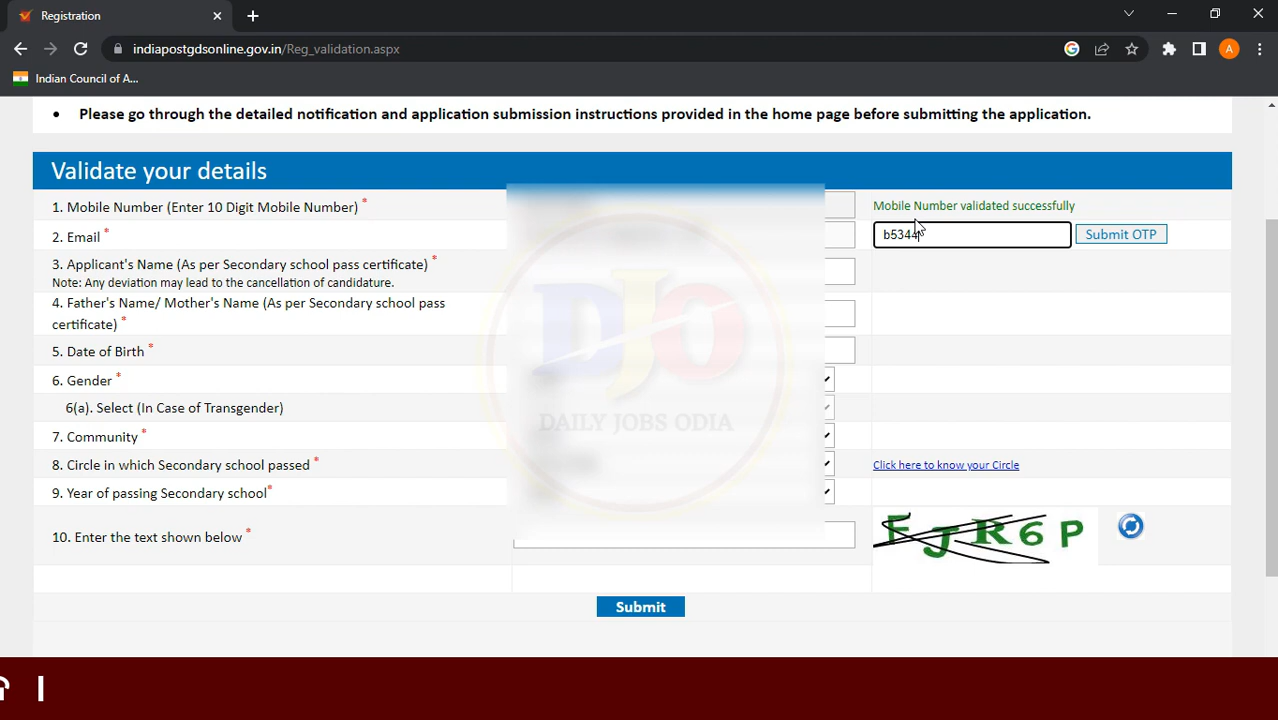 Registration
indiapostgdsonline.gov.in/Reg_validation.aspx
A
Indian Council of A...
• Please go through the detailed notification and application submission instructions provided in the home page before submitting the application.
Validate your details
1. Mobile Number (Enter 10 Digit Mobile Number) *
Mobile Number validated successfully
2. Email *
b5344
Submit OTP
3. Applicant's Name (As per Secondary school pass certificate) *
Note: Any deviation may lead to the cancellation of candidature.
4. Father's Name/ Mother's Name (As per Secondary school pass
certificate) *
5. Date of Birth *
6. Gender *
6(a). Select (In Case of Transgender)
7. Community *
8. Circle in which Secondary school passed *
Click here to know your Circle
9. Year of passing Secondary school*
10. Enter the text shown below *
FJR6P
Submit
DJO
DAILY JOBS ODIA